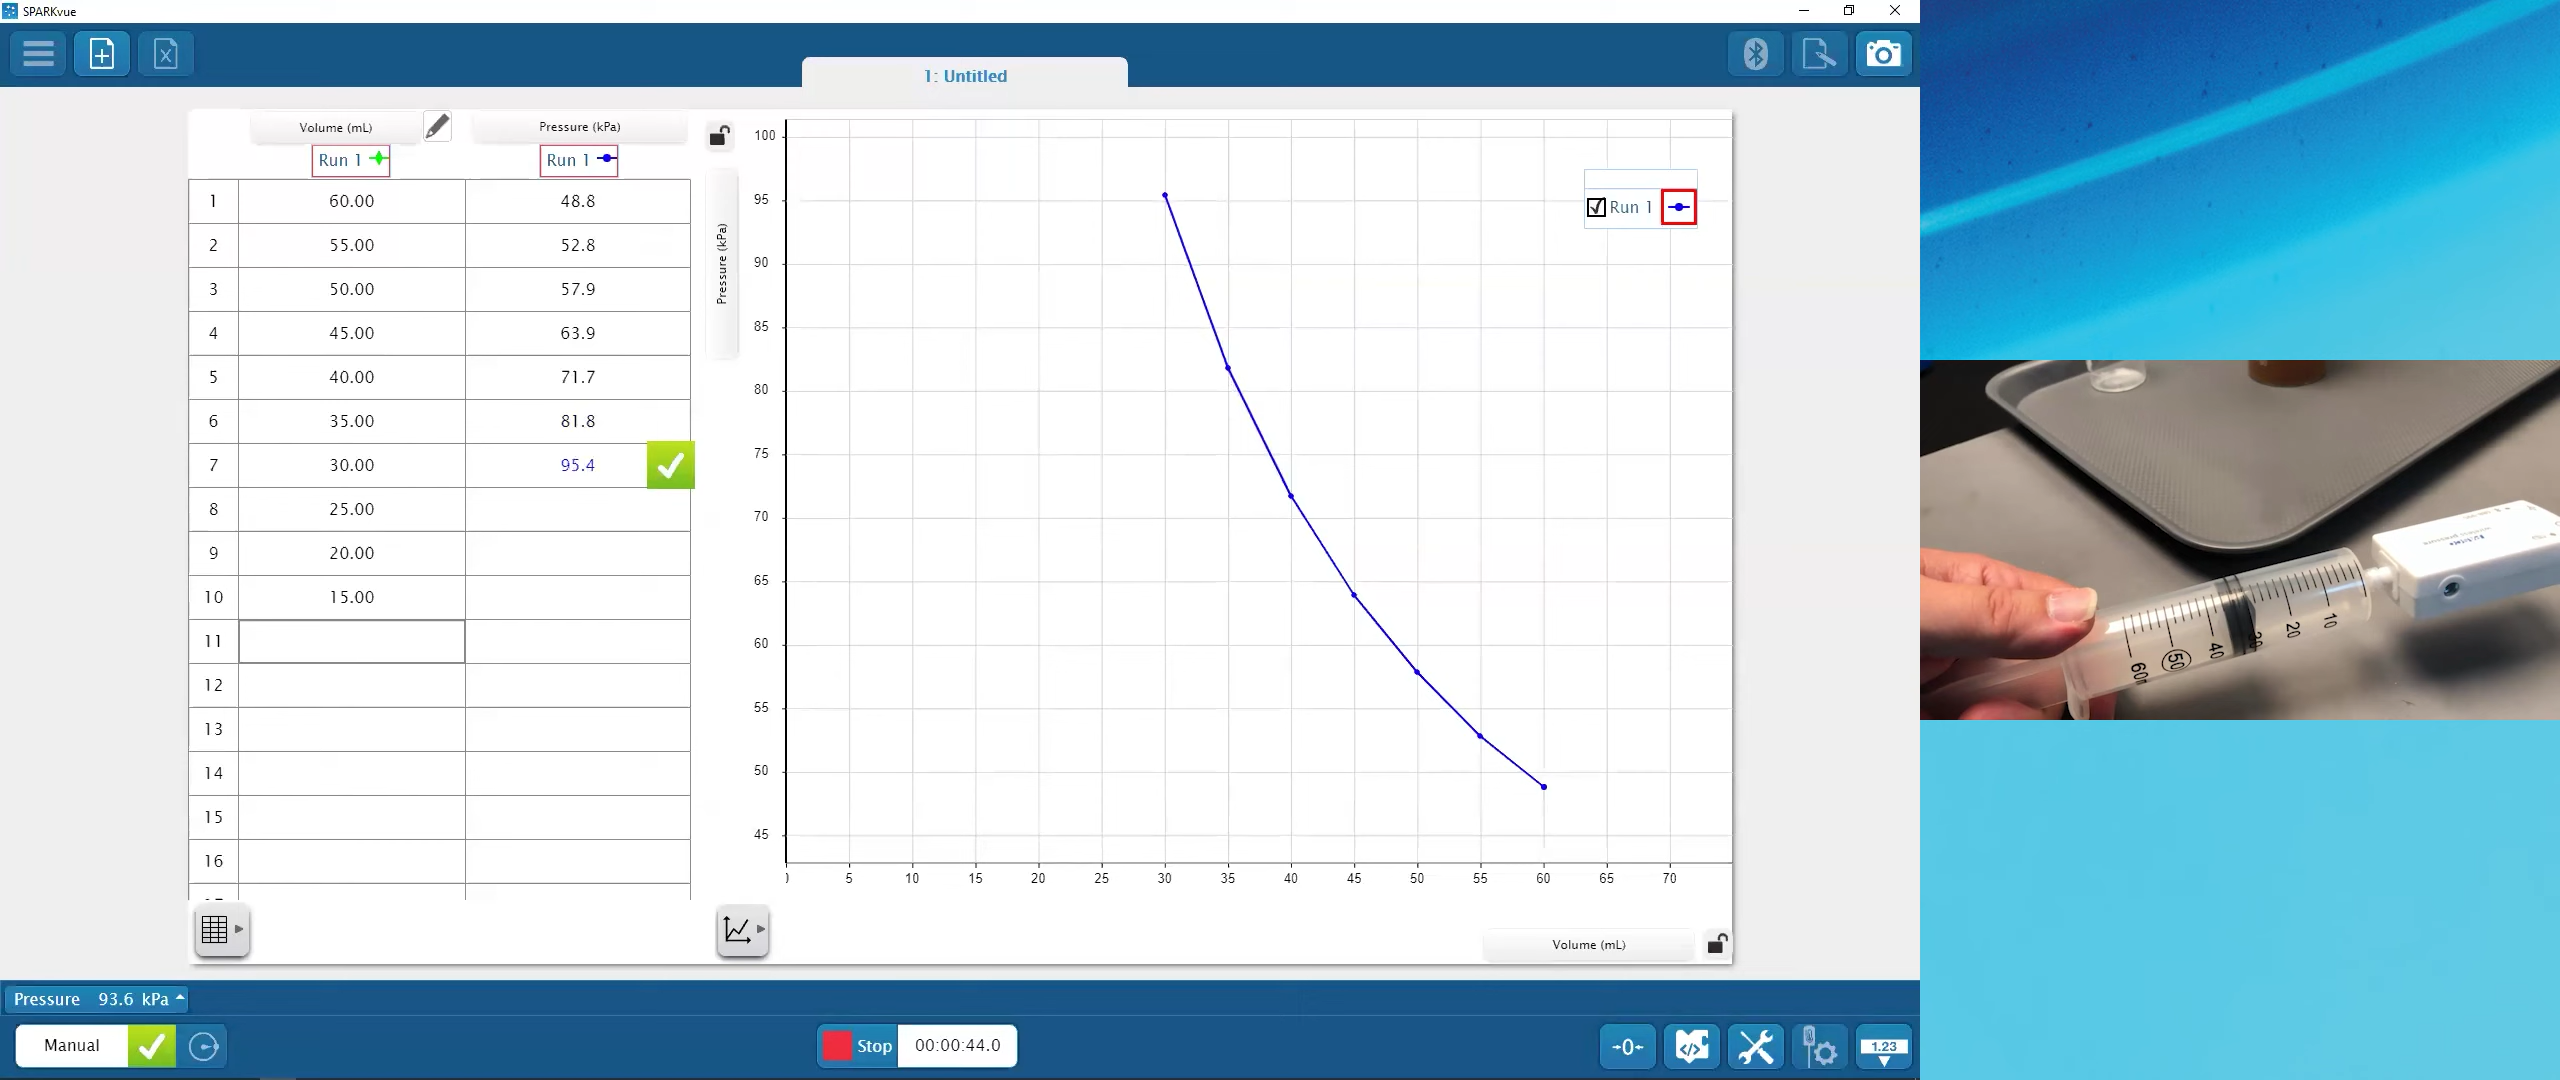 SPARKvue
1: Untitled
Volume (mL) Pressure (kPa)
Run 1 Run 1
1 60.00 48.8
2 55.00 52.8
3 50.00 57.9
4 45.00 63.9
5 40.00 71.7
6 35.00 81.8
7 30.00 95.4
8 25.00
9 20.00
10 15.00
11
12
13
14
15
16
Pressure (kPa)
100
95
90
85
80
75
70
65
60
55
50
45
Run 1
0 5 10 15 20 25 30 35 40 45 50 55 60 65 70
Volume (mL)
Pressure 93.6 kPa
Manual
Stop 00:00:44.0
-0-
</>
1.23
10
20
30
40
50
60